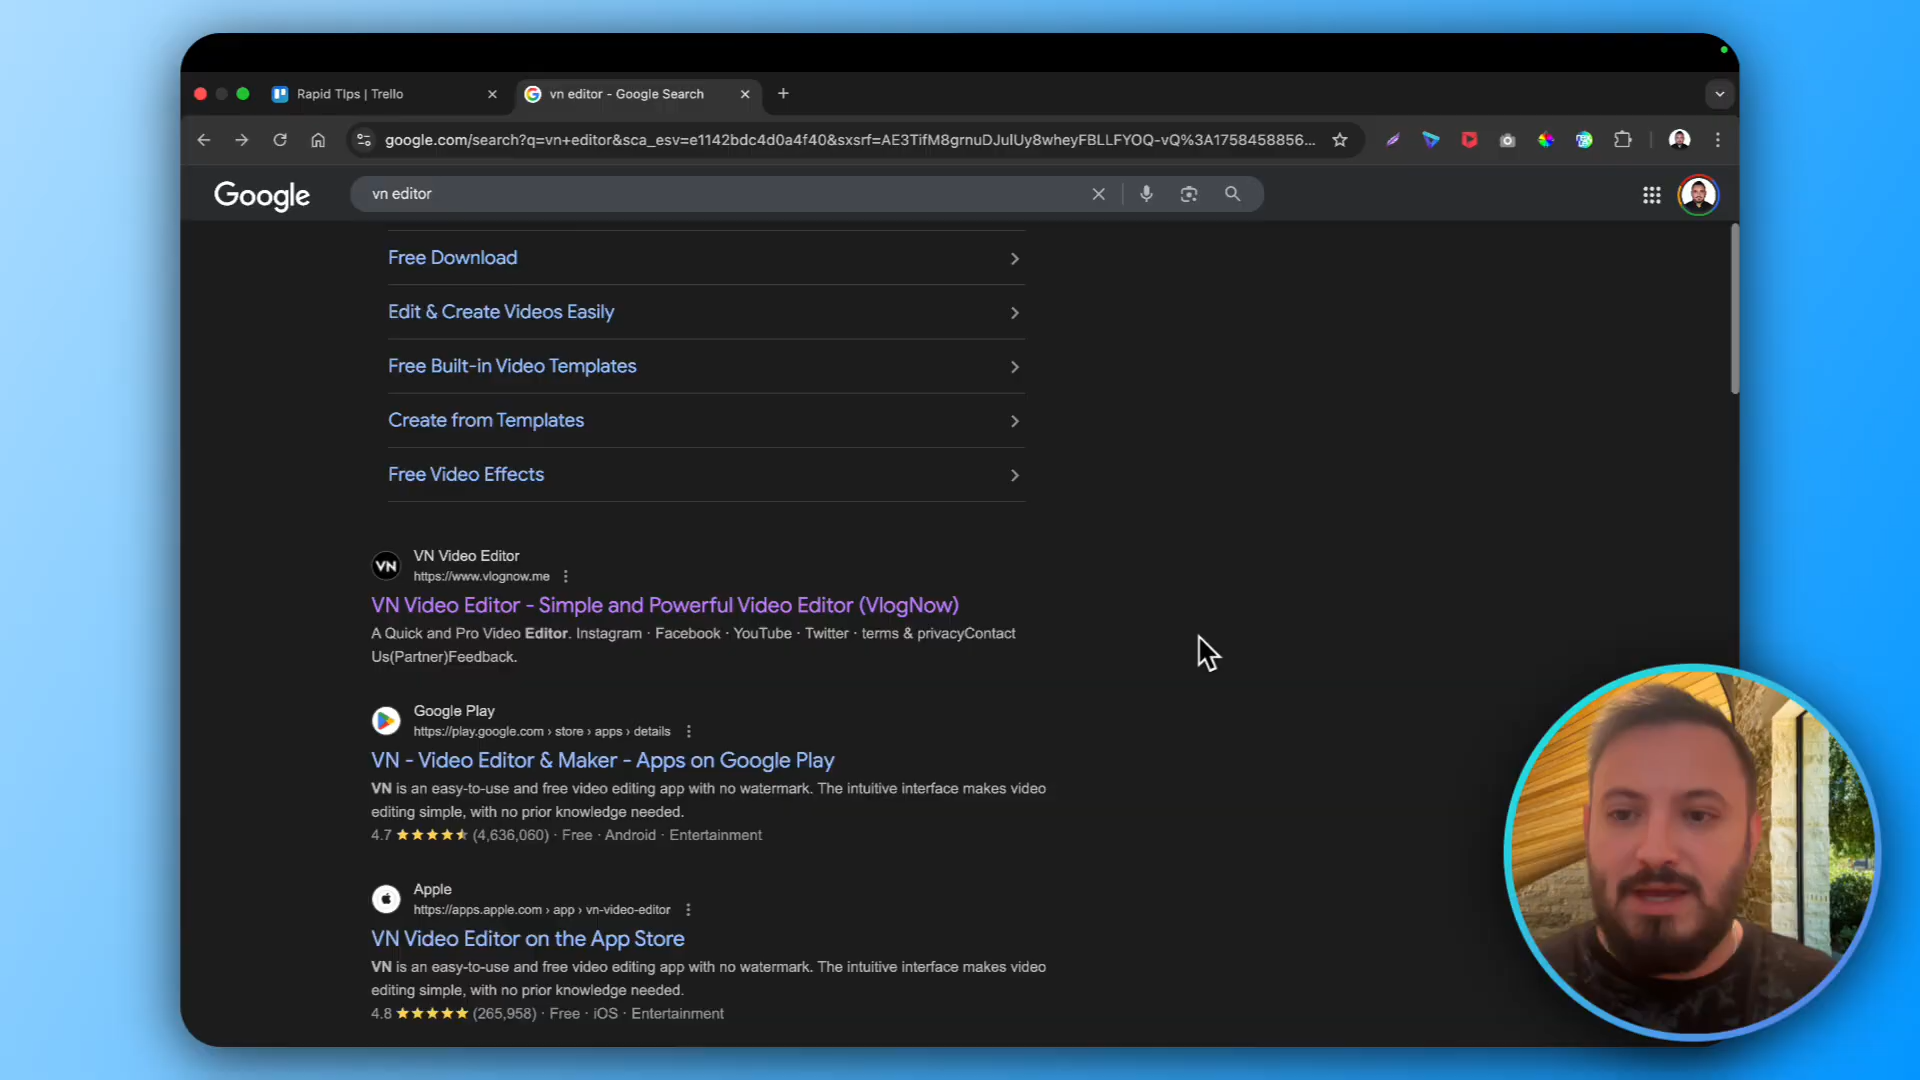 Rapid TIps | Trello
vn editor - Google Search
google.com/search?q=vn+editor&sca_esv=e1142bdc4d0a4f40&sxsrf=AE3TifM8grnuDJulUy8wheyFBLLFYOQ-vQ%3A1758458856...
Google
vn editor
Free Download
Edit & Create Videos Easily
Free Built-in Video Templates
Create from Templates
Free Video Effects
VN
VN Video Editor
https://www.vlognow.me
VN Video Editor - Simple and Powerful Video Editor (VlogNow)
A Quick and Pro Video Editor. Instagram · Facebook · YouTube · Twitter · terms & privacyContact
Us(Partner)Feedback.
Google Play
https://play.google.com › store › apps › details
VN - Video Editor & Maker - Apps on Google Play
VN is an easy-to-use and free video editing app with no watermark. The intuitive interface makes video
editing simple, with no prior knowledge needed.
4.7 (4,636,060) · Free · Android · Entertainment
Apple
https://apps.apple.com › app › vn-video-editor
VN Video Editor on the App Store
VN is an easy-to-use and free video editing app with no watermark. The intuitive interface makes video
editing simple, with no prior knowledge needed.
4.8 (265,958) · Free · iOS · Entertainment